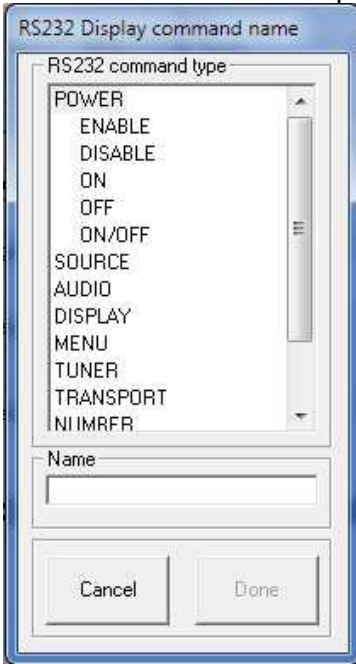 RS232 Display command name
RS232 command type
POWER
ENABLE
DISABLE
ON
OFF
ON/OFF
SOURCE
AUDIO
DISPLAY
MENU
TUNER
TRANSPORT
NUMBER
Name
Cancel Done